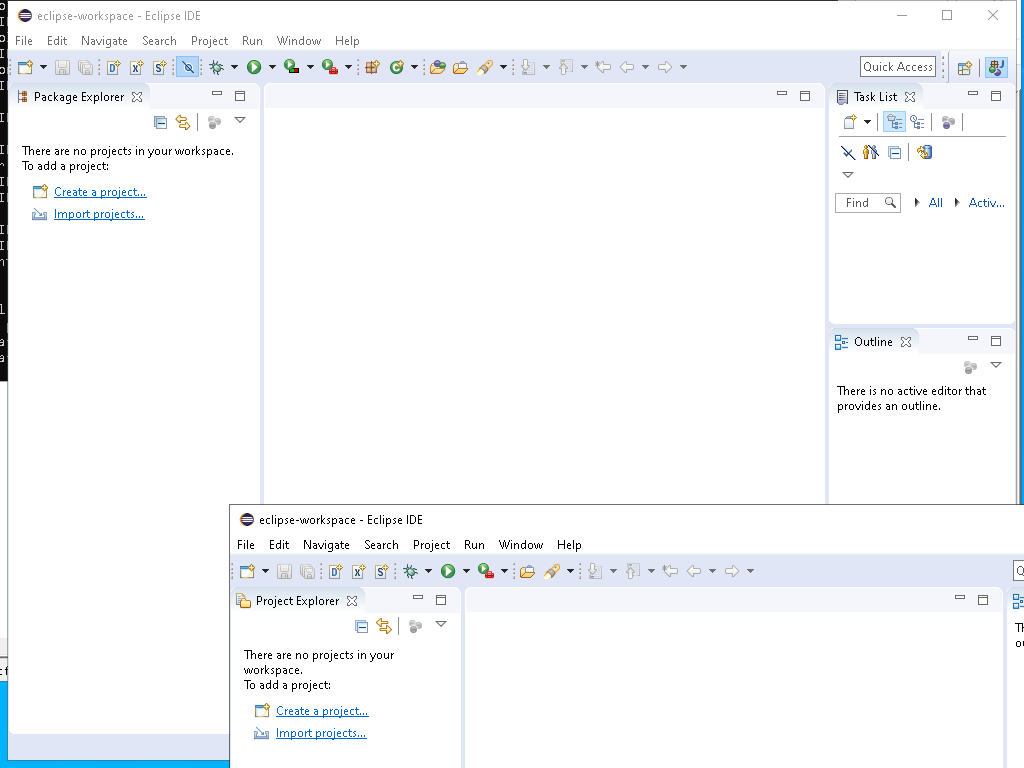 eclipse-workspace - Eclipse IDE
File Edit Navigate Search Project Run Window Help
Quick Access
Package Explorer
There are no projects in your workspace.
To add a project:
Create a project...
Import projects...
Task List
Find
All
Activ...
Outline
There is no active editor that
provides an outline.
eclipse-workspace - Eclipse IDE
File Edit Navigate Search Project Run Window Help
Project Explorer
There are no projects in your
workspace.
To add a project:
Create a project...
Import projects...